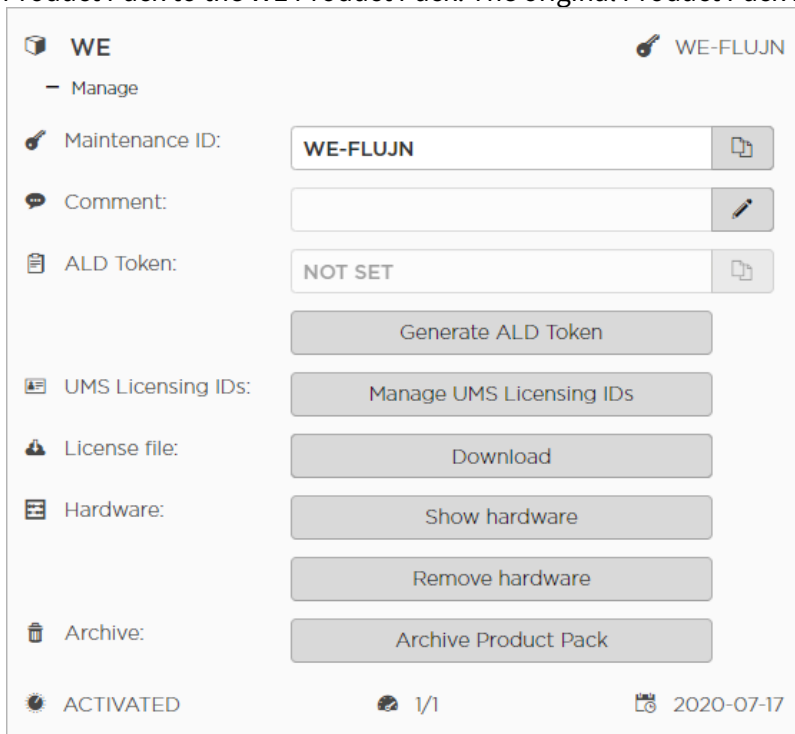 WE WE-FLUJN
Manage
Maintenance ID: WE-FLUJN
Comment:
ALD Token: NOT SET
Generate ALD Token
UMS Licensing IDs: Manage UMS Licensing IDs
License file: Download
Hardware: Show hardware
Remove hardware
Archive: Archive Product Pack
ACTIVATED 1/1 2020-07-17